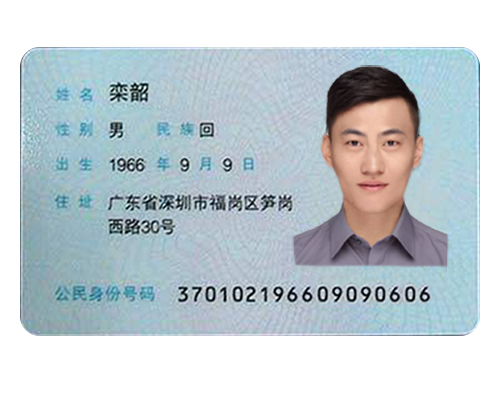 姓名 栾韶
性别 男 民族 回
出生 1966 年 9 月 9 日
住址 广东省深圳市福岗区笋岗
西路30号
公民身份号码 370102196609090606